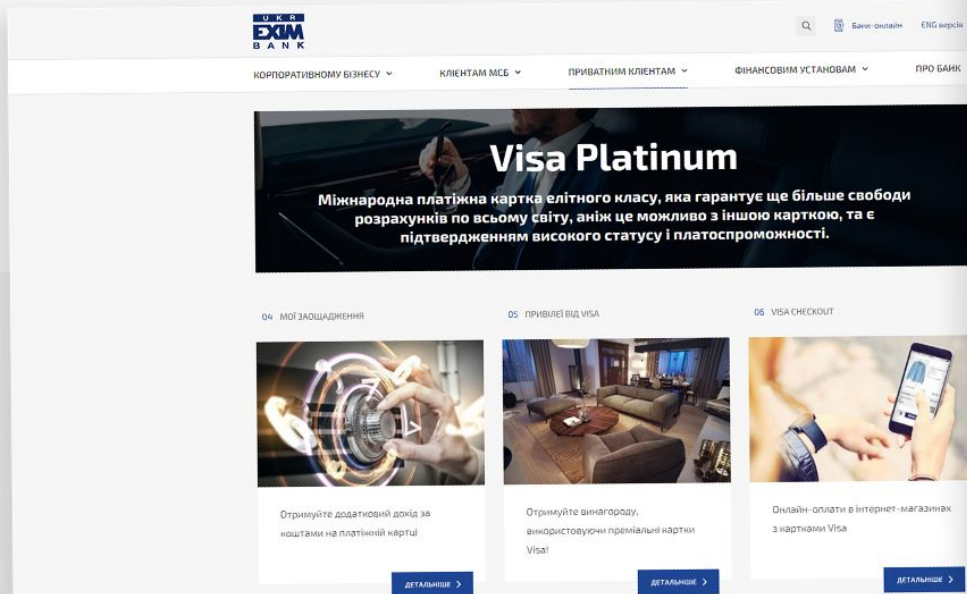 UKR
EXIM
BANK
Банк-онлайн ENG версія
КОРПОРАТИВНОМУ БІЗНЕСУ КЛІЄНТАМ МСБ ПРИВАТНИМ КЛІЄНТАМ ФІНАНСОВИМ УСТАНОВАМ ПРО БАНК
Visa Platinum
Міжнародна платіжна картка елітного класу, яка гарантує ще більше свободи
розрахунків по всьому світу, аніж це можливо з іншою карткою, та є
підтвердженням високого статусу і платоспроможності.
04 МОЇ ЗАОЩАДЖЕННЯ
05 ПРИВІЛЕЇ ВІД VISA
06 VISA CHECKOUT
Отримуйте додатковий дохід за
коштами на платіжній картці
ДЕТАЛЬНІШЕ
Отримуйте винагороду,
використовуючи преміальні картки
Visa!
ДЕТАЛЬНІШЕ
Онлайн-оплати в інтернет-магазинах
з картками Visa
ДЕТАЛЬНІШЕ